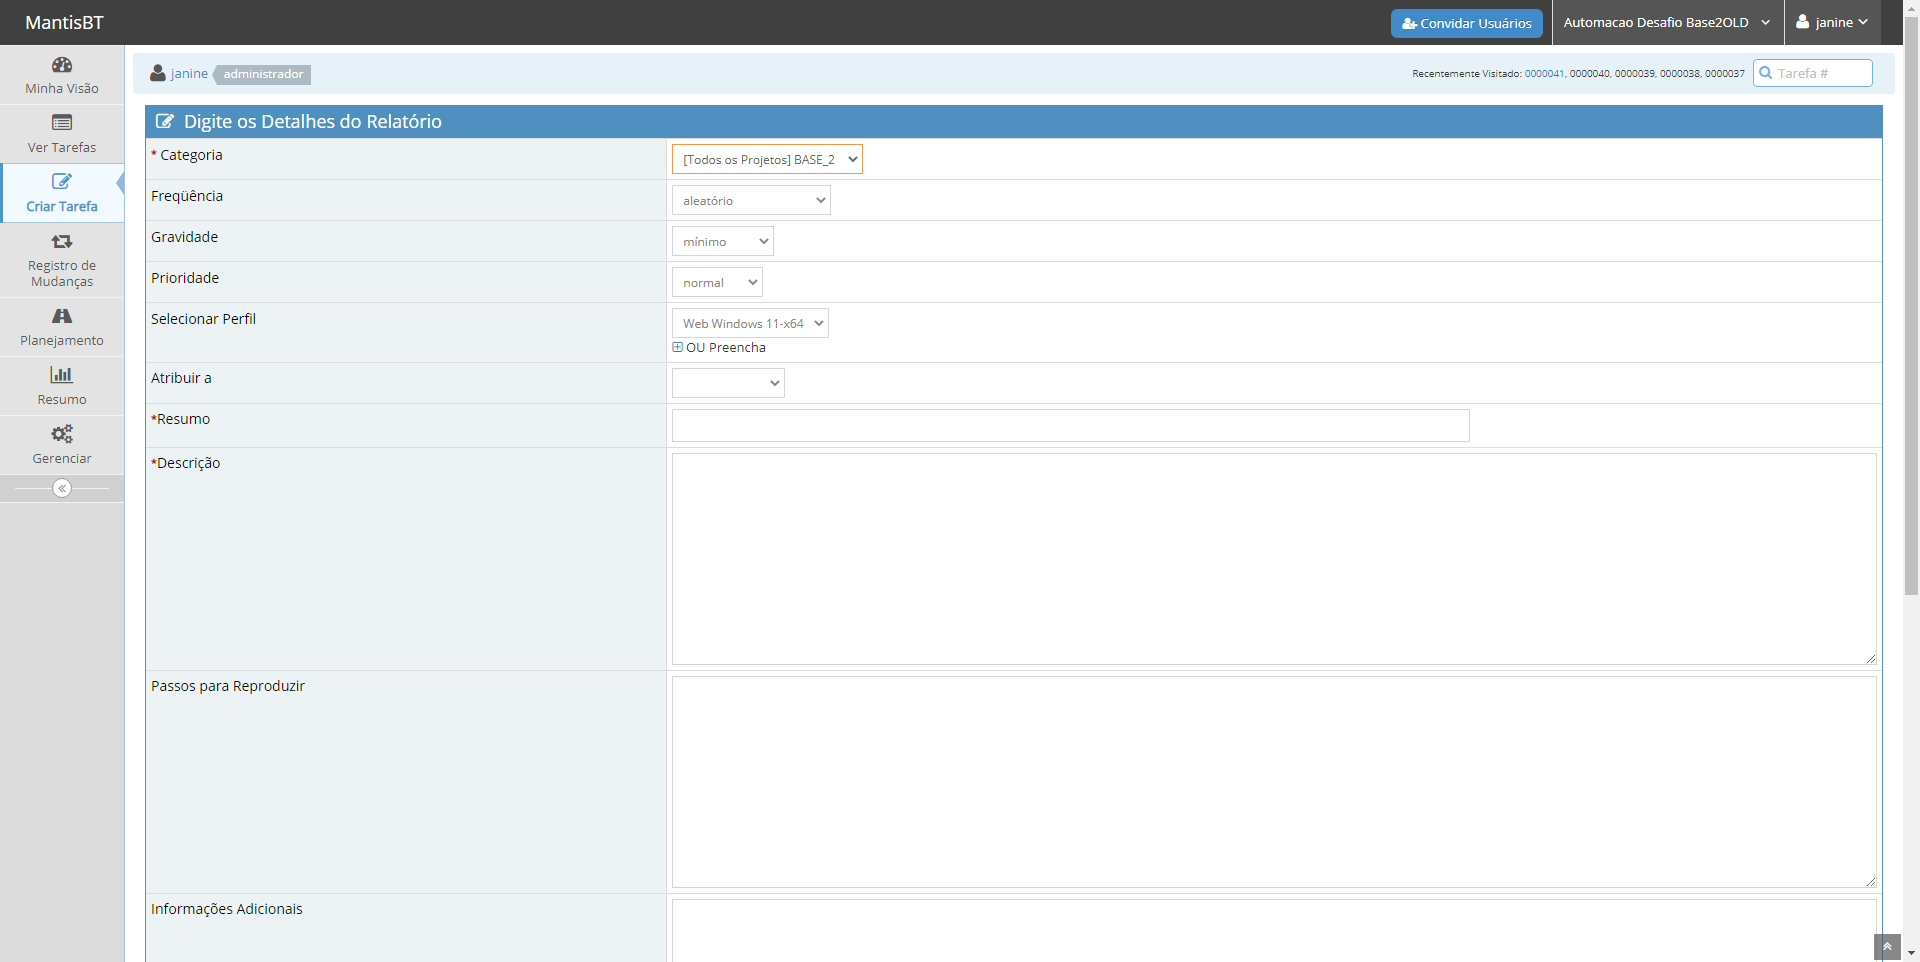 MantisBT
Convidar Usuários
Automacao Desafio Base2OLD
janine
Minha Visão
Ver Tarefas
Criar Tarefa
Registro de
Mudanças
Planejamento
Resumo
Gerenciar
janine administrador
Recentemente Visitado: 0000041, 0000040, 0000039, 0000038, 0000037
Tarefa #
Digite os Detalhes do Relatório
* Categoria
[Todos os Projetos] BASE_2
Freqüência
aleatório
Gravidade
mínimo
Prioridade
normal
Selecionar Perfil
Web Windows 11-x64
OU Preencha
Atribuir a
*Resumo
*Descrição
Passos para Reproduzir
Informações Adicionais